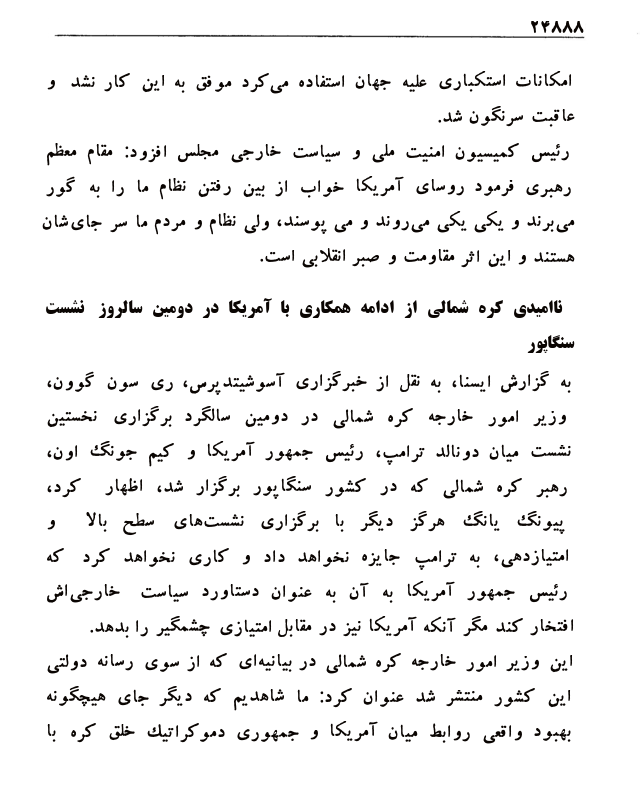 ۲۴۸۸۸
امکانات استکباری علیه جهان استفاده می‌کرد موفق به این کار نشد و
عاقبت سرنگون شد.
رئیس کمیسیون امنیت ملی و سیاست خارجی مجلس افزود: مقام معظم
رهبری فرمود روسای آمریکا خواب از بین رفتن نظام ما را به گور
می‌برند و یکی یکی می‌روند و می پوسند، ولی نظام و مردم ما سر جای‌شان
هستند و این اثر مقاومت و صبر انقلابی است.
ناامیدی کره شمالی از ادامه همکاری با آمریکا در دومین سالروز نشست
سنگاپور
به گزارش ایسنا، به نقل از خبرگزاری آسوشیتدپرس، ری سون گوون،
وزیر امور خارجه کره شمالی در دومین سالگرد برگزاری نخستین
نشست میان دونالد ترامپ، رئیس جمهور آمریکا و کیم جونگ اون،
رهبر کره شمالی که در کشور سنگاپور برگزار شد، اظهار کرد،
پیونگ یانگ هرگز دیگر با برگزاری نشست‌های سطح بالا و
امتیازدهی، به ترامپ جایزه نخواهد داد و کاری نخواهد کرد که
رئیس جمهور آمریکا به آن به عنوان دستاورد سیاست خارجی‌اش
افتخار کند مگر آنکه آمریکا نیز در مقابل امتیازی چشمگیر را بدهد.
این وزیر امور خارجه کره شمالی در بیانیه‌ای که از سوی رسانه دولتی
این کشور منتشر شد عنوان کرد: ما شاهدیم که دیگر جای هیچگونه
بهبود واقعی روابط میان آمریکا و جمهوری دموکراتیك خلق کره با